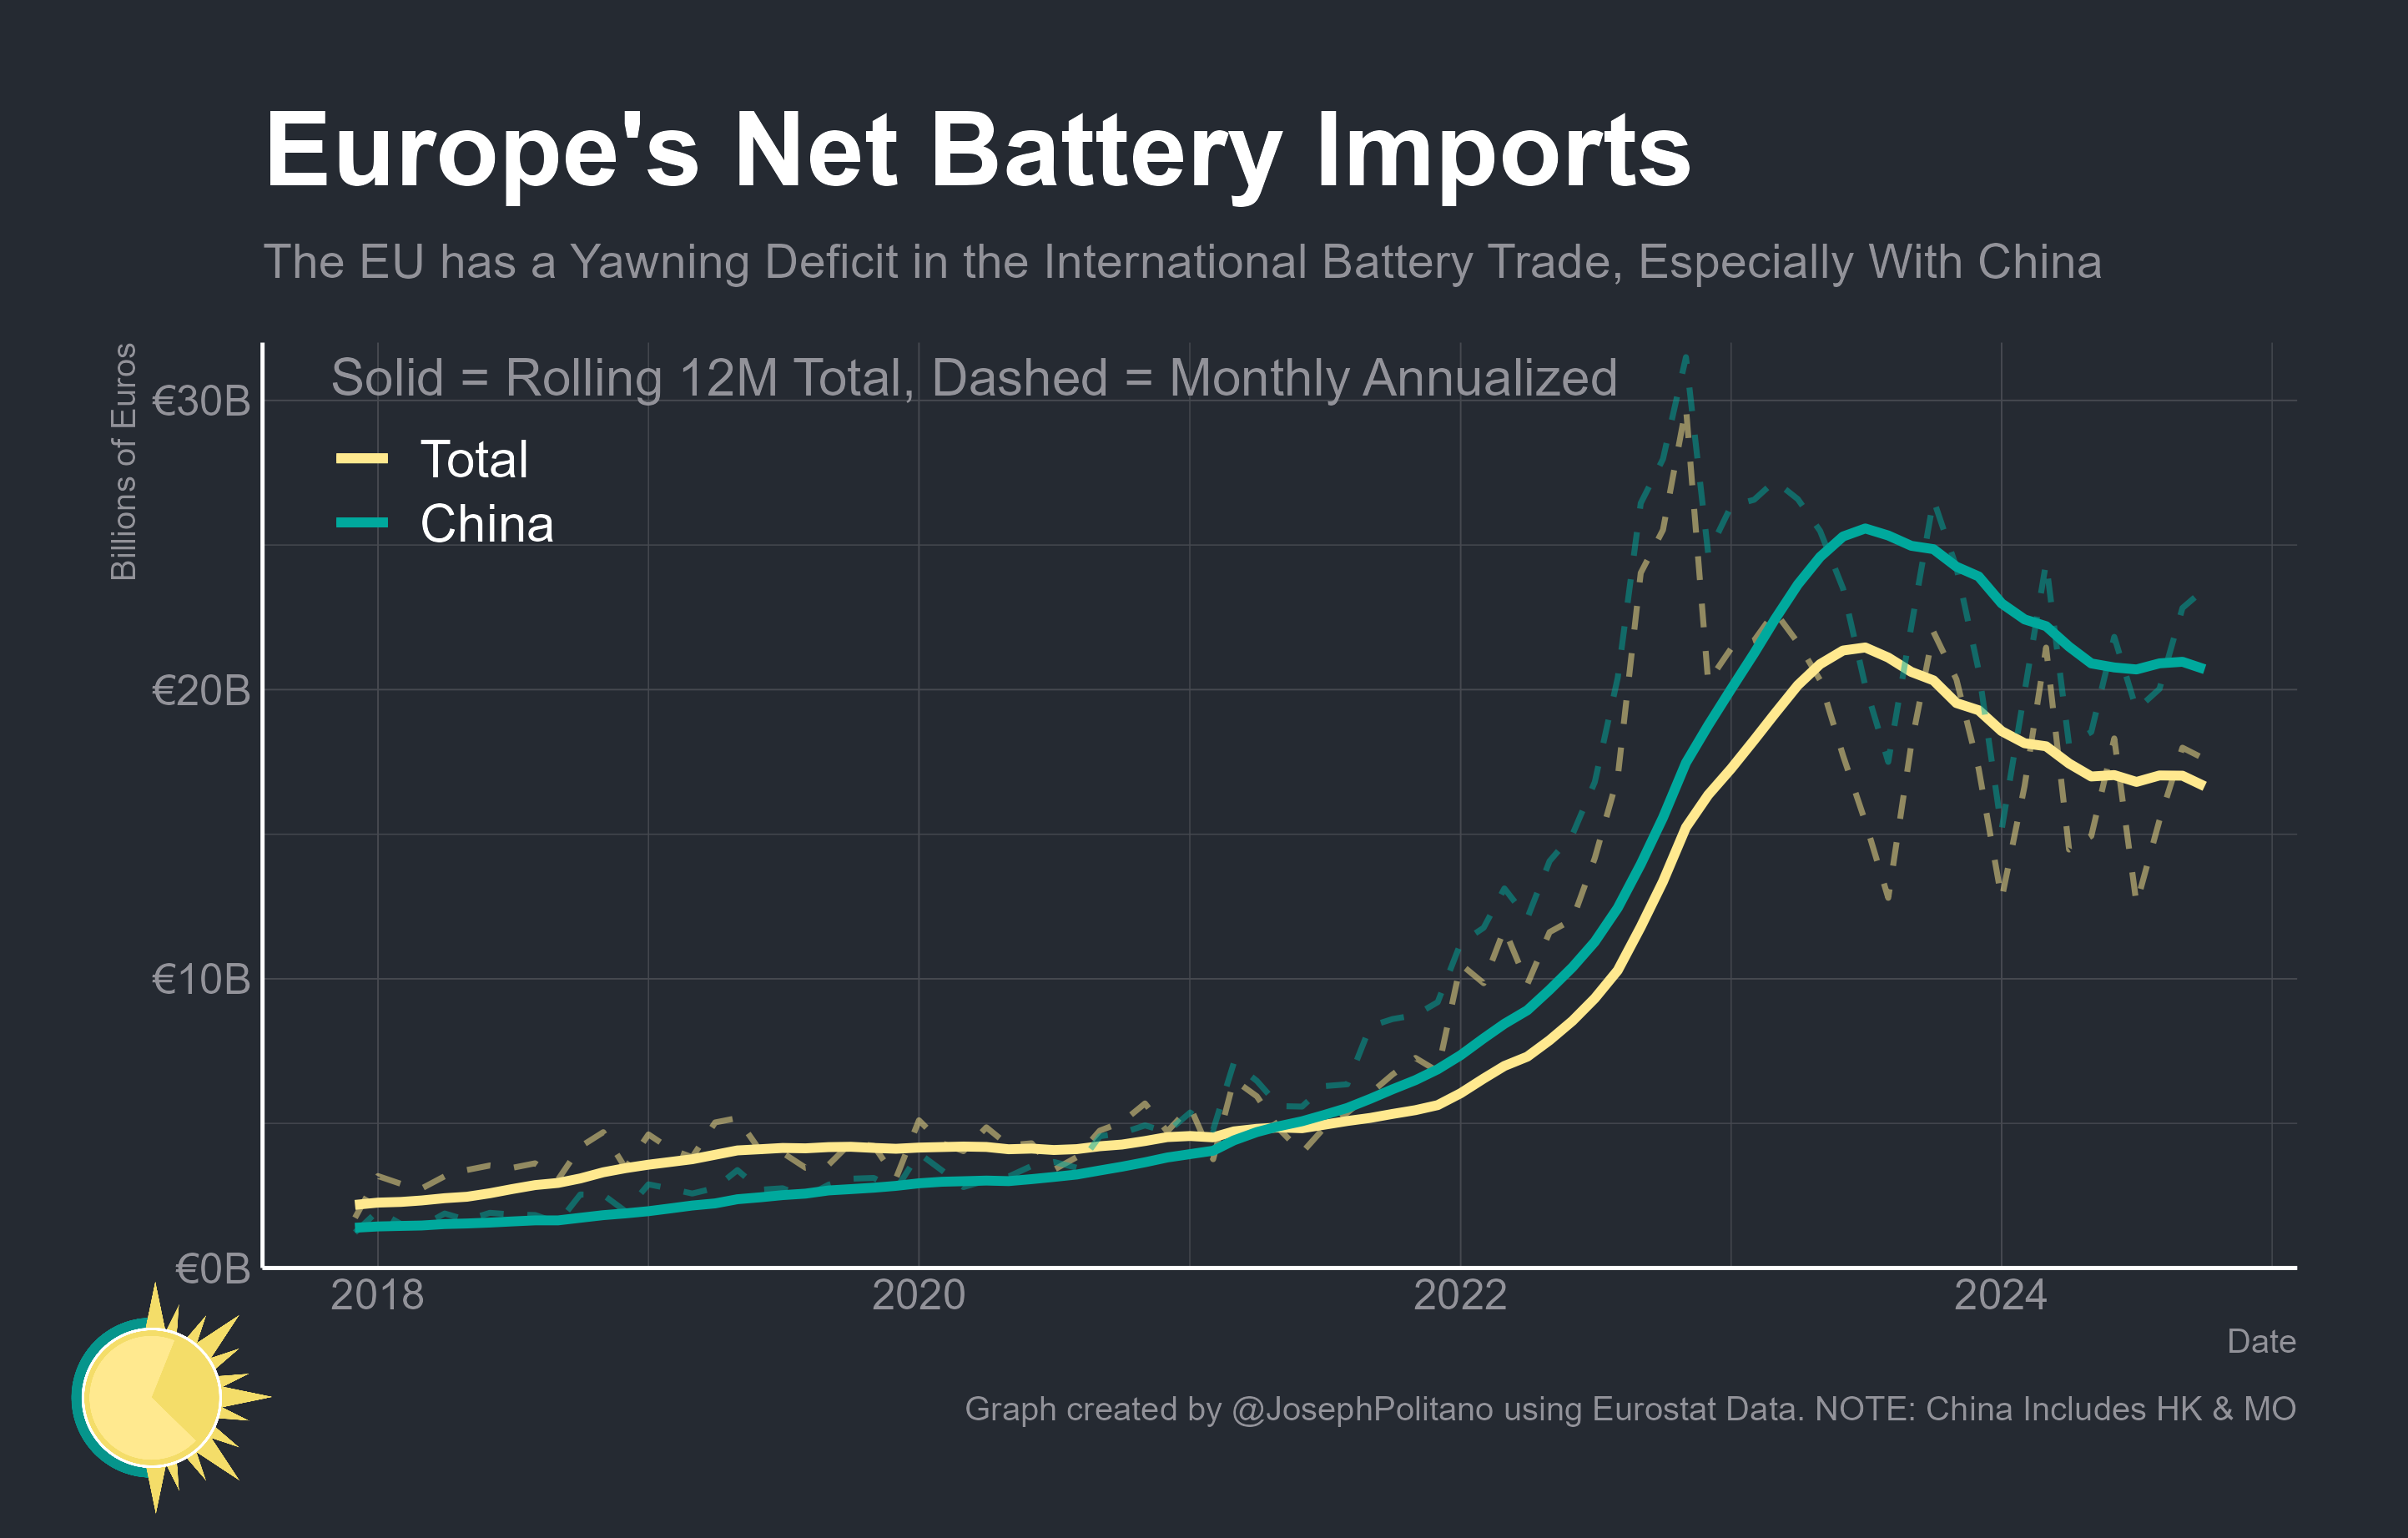 Europe's Net Battery Imports
The EU has a Yawning Deficit in the International Battery Trade, Especially With China
Billions of Euros
Solid = Rolling 12M Total, Dashed = Monthly Annualized
Total
China
€30B
€20B
€10B
€0B
2018 2020 2022 2024
Date
Graph created by @JosephPolitano using Eurostat Data. NOTE: China Includes HK & MO